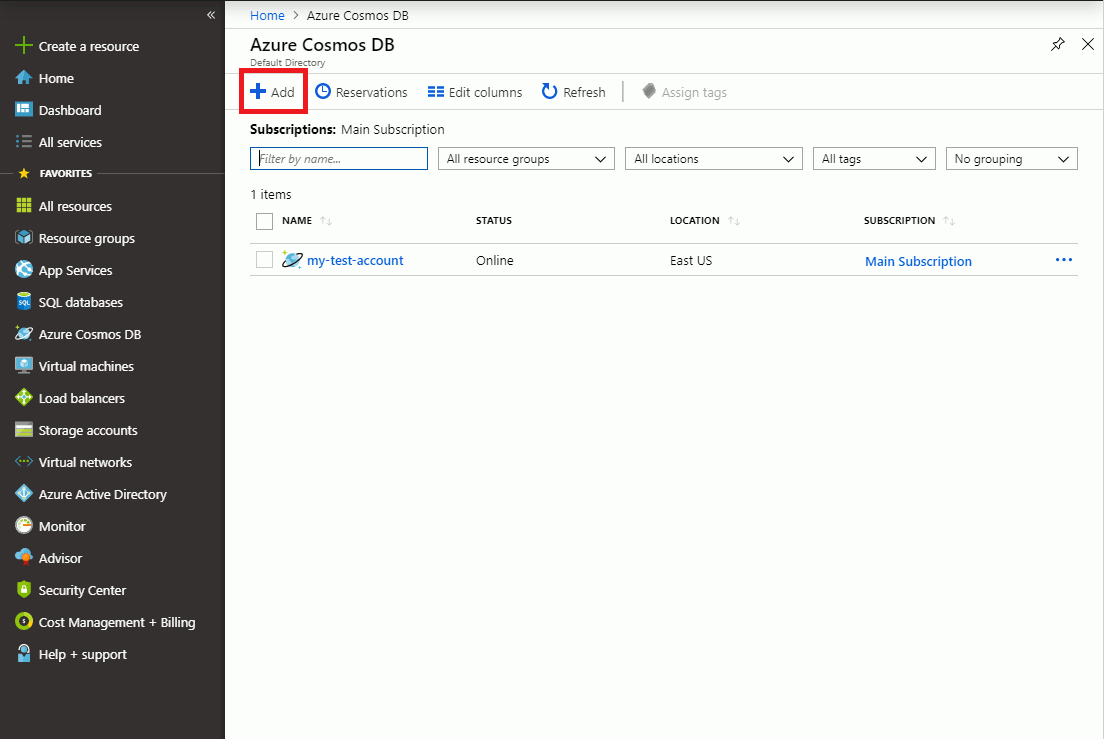 «
Create a resource
Home
Dashboard
All services
FAVORITES
All resources
Resource groups
App Services
SQL databases
Azure Cosmos DB
Virtual machines
Load balancers
Storage accounts
Virtual networks
Azure Active Directory
Monitor
Advisor
Security Center
Cost Management + Billing
Help + support
Home > Azure Cosmos DB
Azure Cosmos DB
Default Directory
Add Reservations Edit columns Refresh Assign tags
Subscriptions: Main Subscription
Filter by name... All resource groups All locations All tags No grouping
1 items
NAME STATUS LOCATION SUBSCRIPTION
my-test-account Online East US Main Subscription